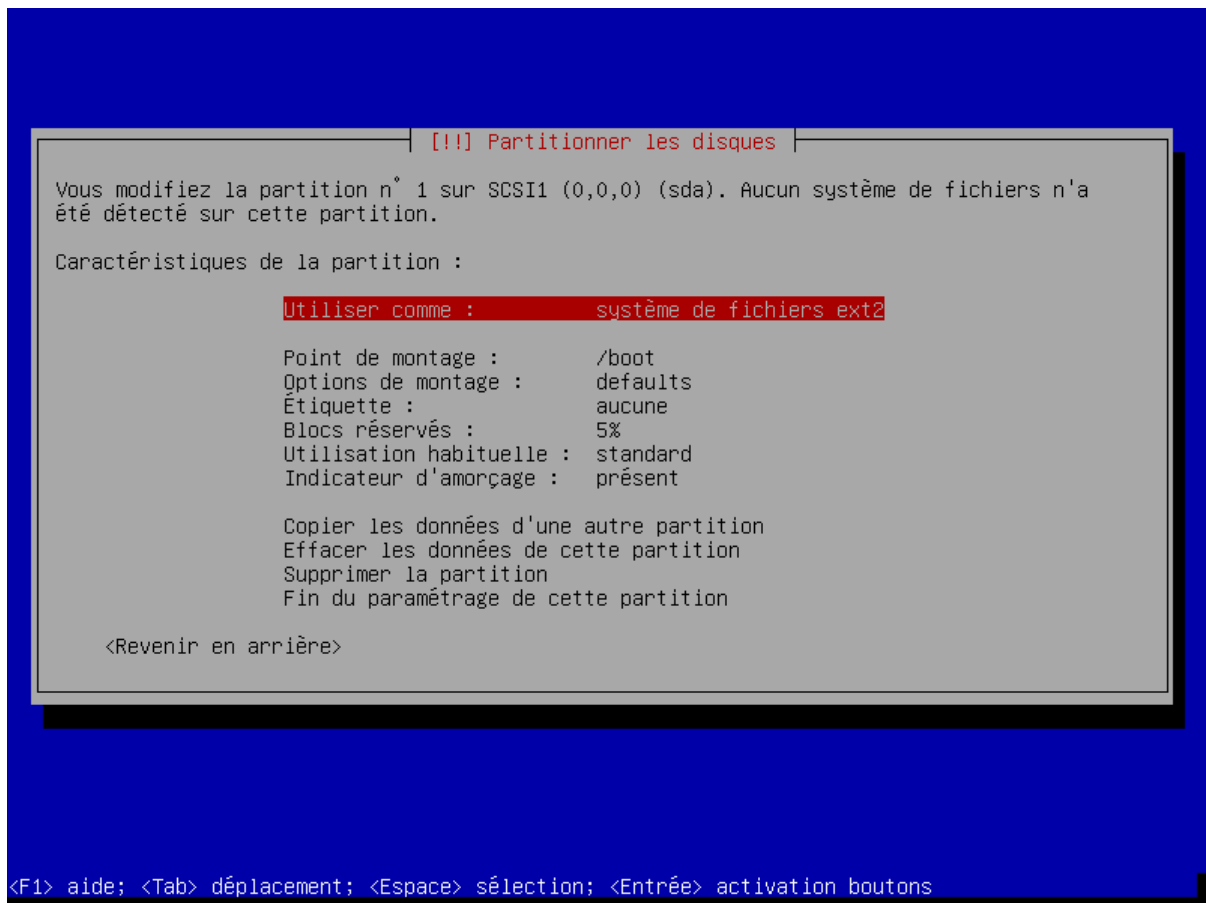 [!!] Partitionner les disques
Vous modifiez la partition n° 1 sur SCSI1 (0,0,0) (sda). Aucun système de fichiers n'a
été détecté sur cette partition.
Caractéristiques de la partition :
Utiliser comme : système de fichiers ext2
Point de montage : /boot
Options de montage : defaults
Étiquette : aucune
Blocs réservés : 5%
Utilisation habituelle : standard
Indicateur d'amorçage : présent
Copier les données d'une autre partition
Effacer les données de cette partition
Supprimer la partition
Fin du paramétrage de cette partition
<Revenir en arrière>
<F1> aide; <Tab> déplacement; <Espace> sélection; <Entrée> activation boutons